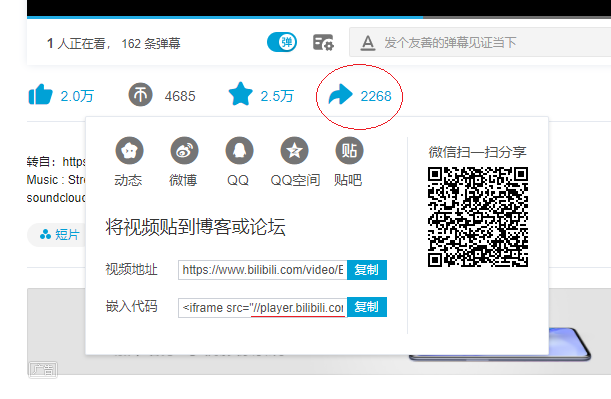 1 人正在看， 162 条弹幕
弹
发个友善的弹幕见证当下
2.0万
4685
2.5万
2268
转自：https
Music : Stre
soundcloud
短片
贴
动态
微博
QQ
QQ空间
贴吧
将视频贴到博客或论坛
视频地址
https://www.bilibili.com/video/B
复制
嵌入代码
<iframe src="//player.bilibili.con
复制
微信扫一扫分享
广告